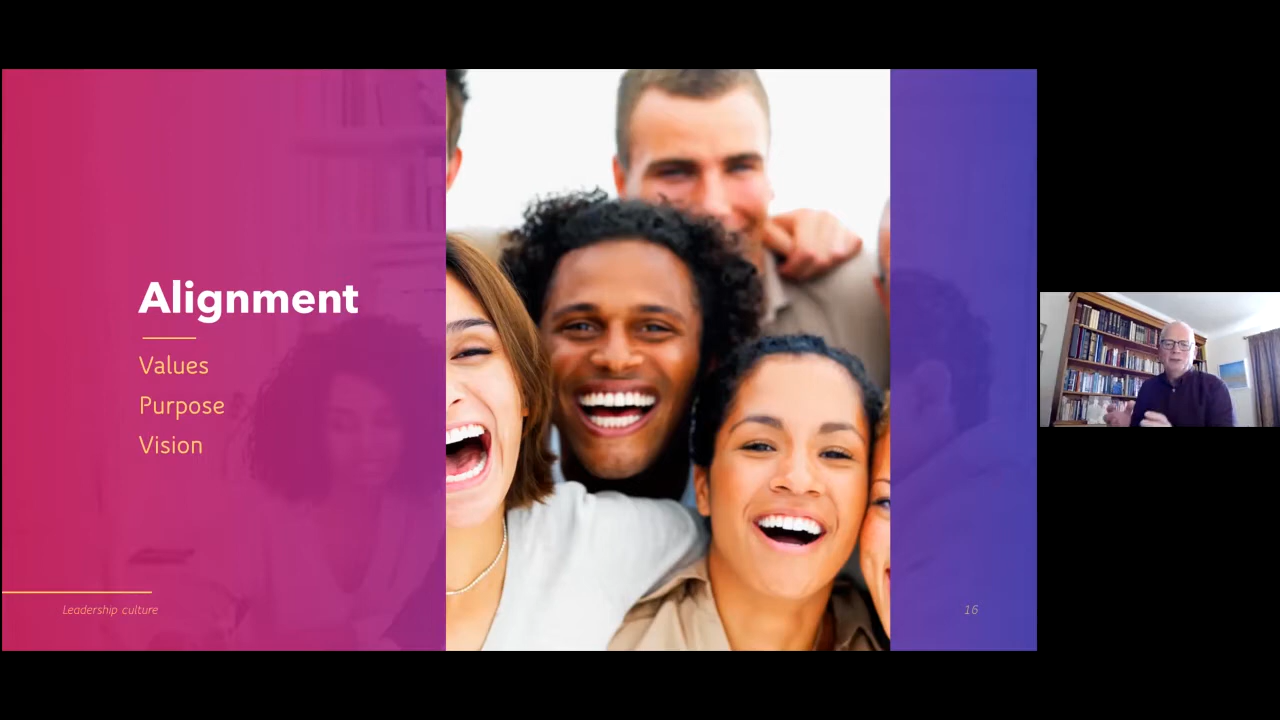 Alignment
Values
Purpose
Vision
Leadership culture
16